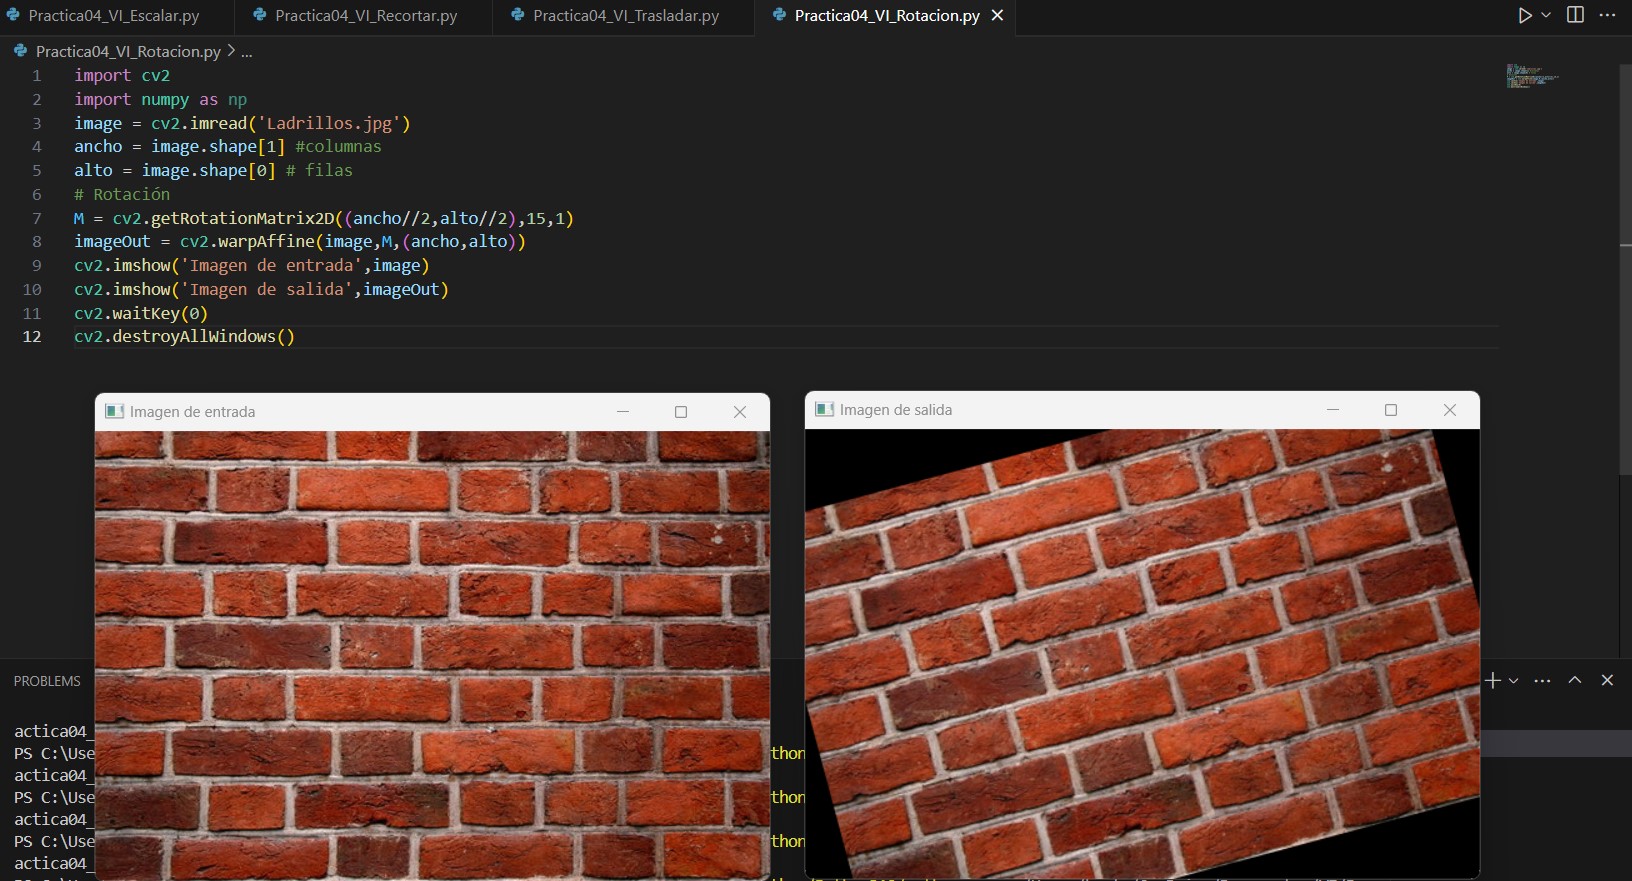 Practica04_VI_Escalar.py
Practica04_VI_Recortar.py
Practica04_VI_Trasladar.py
Practica04_VI_Rotacion.py
Practica04_VI_Rotacion.py > ...
1 import cv2
2 import numpy as np
3 image = cv2.imread('Ladrillos.jpg')
4 ancho = image.shape[1] #columnas
5 alto = image.shape[0] # filas
6 # Rotación
7 M = cv2.getRotationMatrix2D((ancho//2,alto//2),15,1)
8 imageOut = cv2.warpAffine(image,M,(ancho,alto))
9 cv2.imshow('Imagen de entrada',image)
10 cv2.imshow('Imagen de salida',imageOut)
11 cv2.waitKey(0)
12 cv2.destroyAllWindows()
Imagen de entrada
Imagen de salida
PROBLEMS
actica04_
PS C:\Use thon
actica04_
PS C:\Use thon
actica04_
PS C:\Use thon
actica04_